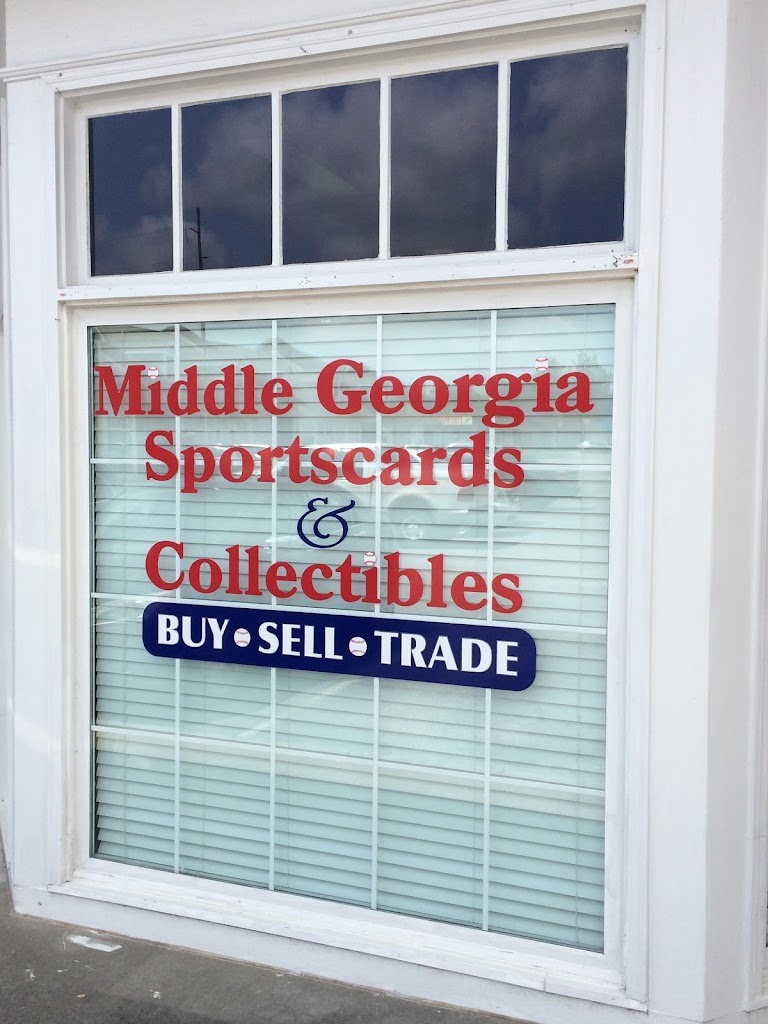 Middle Georgia
Sportscards
&
Collectibles
BUY • SELL • TRADE